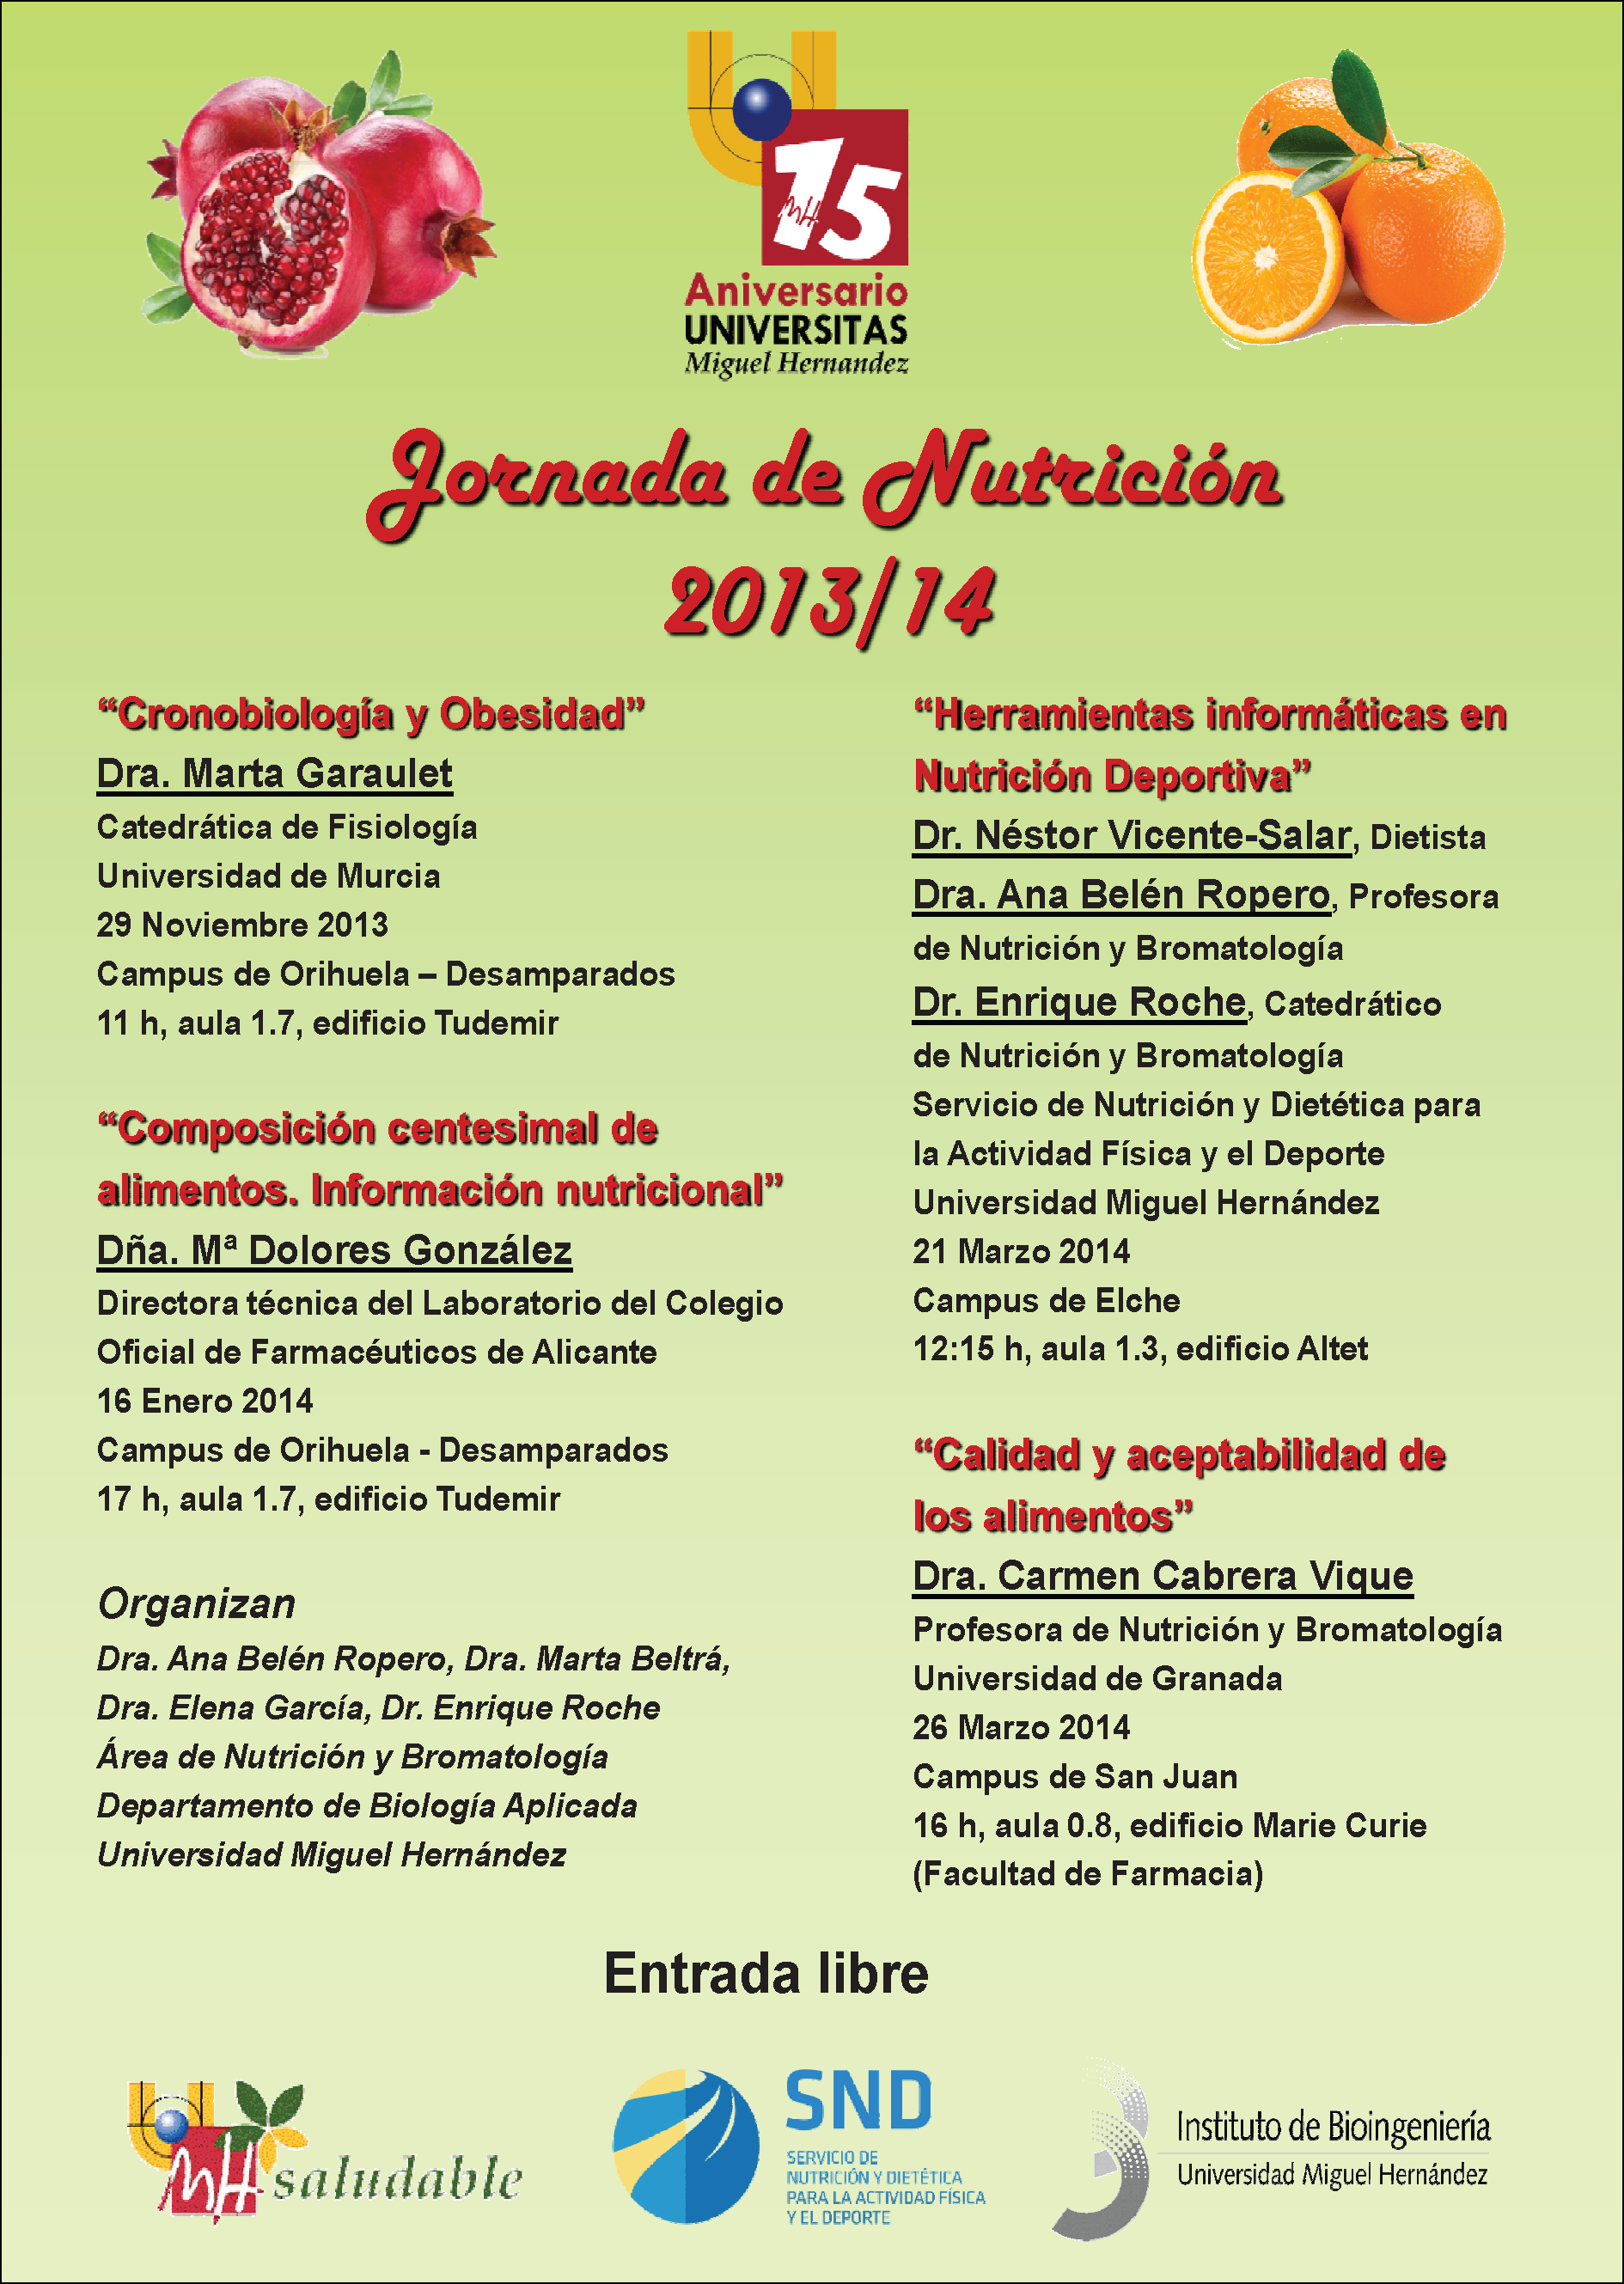 15
MH
Aniversario
UNIVERSITAS
Miguel Hernandez
Jornada de Nutrición
2013/14
“Cronobiología y Obesidad”
Dra. Marta Garaulet
Catedrática de Fisiología
Universidad de Murcia
29 Noviembre 2013
Campus de Orihuela – Desamparados
11 h, aula 1.7, edificio Tudemir
“Composición centesimal de
alimentos. Información nutricional”
Dña. Mª Dolores González
Directora técnica del Laboratorio del Colegio
Oficial de Farmacéuticos de Alicante
16 Enero 2014
Campus de Orihuela - Desamparados
17 h, aula 1.7, edificio Tudemir
Organizan
Dra. Ana Belén Ropero, Dra. Marta Beltrá,
Dra. Elena García, Dr. Enrique Roche
Área de Nutrición y Bromatología
Departamento de Biología Aplicada
Universidad Miguel Hernández
“Herramientas informáticas en
Nutrición Deportiva”
Dr. Néstor Vicente-Salar, Dietista
Dra. Ana Belén Ropero, Profesora
de Nutrición y Bromatología
Dr. Enrique Roche, Catedrático
de Nutrición y Bromatología
Servicio de Nutrición y Dietética para
la Actividad Física y el Deporte
Universidad Miguel Hernández
21 Marzo 2014
Campus de Elche
12:15 h, aula 1.3, edificio Altet
“Calidad y aceptabilidad de
los alimentos”
Dra. Carmen Cabrera Vique
Profesora de Nutrición y Bromatología
Universidad de Granada
26 Marzo 2014
Campus de San Juan
16 h, aula 0.8, edificio Marie Curie
(Facultad de Farmacia)
Entrada libre
MH saludable
SND
SERVICIO DE
NUTRICIÓN Y DIETÉTICA
PARA LA ACTIVIDAD FÍSICA
Y EL DEPORTE
Instituto de Bioingeniería
Universidad Miguel Hernández